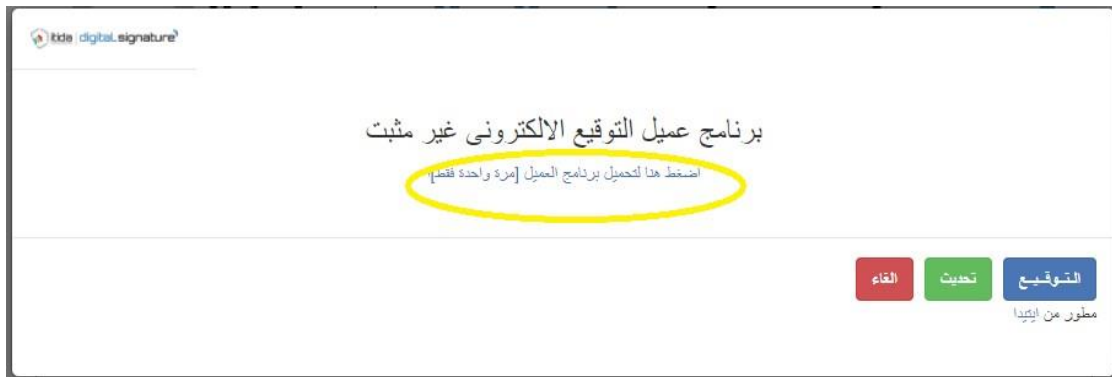 itida digital.signature
برنامج عميل التوقيع الالكترونى غير مثبت
اضغط هنا لتحميل برنامج العميل [مرة واحدة فقط]
التـوقـيـع تحديث الغاء
مطور من ايتيدا